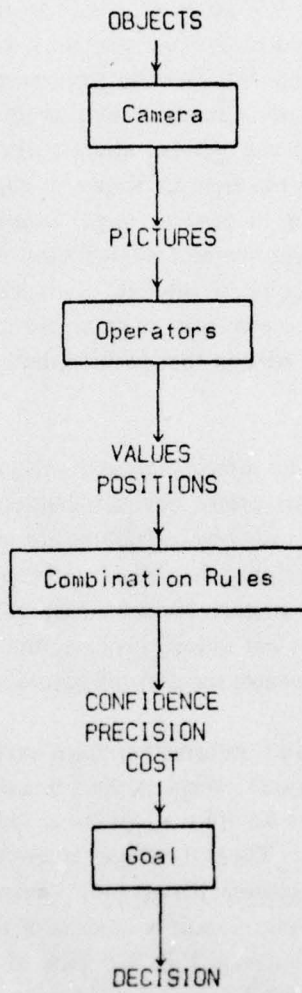 OBJECTS
Camera
PICTURES
Operators
VALUES
POSITIONS
Combination Rules
CONFIDENCE
PRECISION
COST
Goal
DECISION